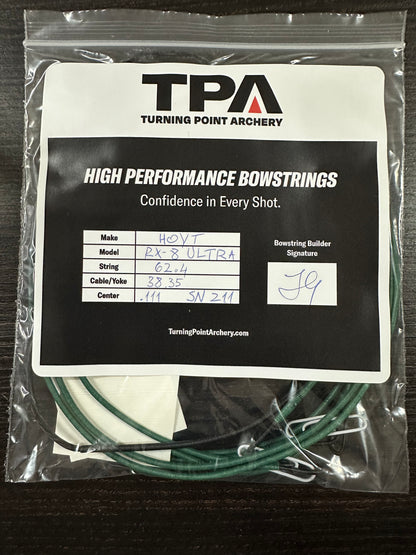 TPA
TURNING POINT ARCHERY
HIGH PERFORMANCE BOWSTRINGS
Confidence in Every Shot.
Make HOYT
Model RX-8 ULTRA
String 62.4
Cable/Yoke 38.35
Center .111 SN 211
Bowstring Builder
Signature
TurningPointArchery.com